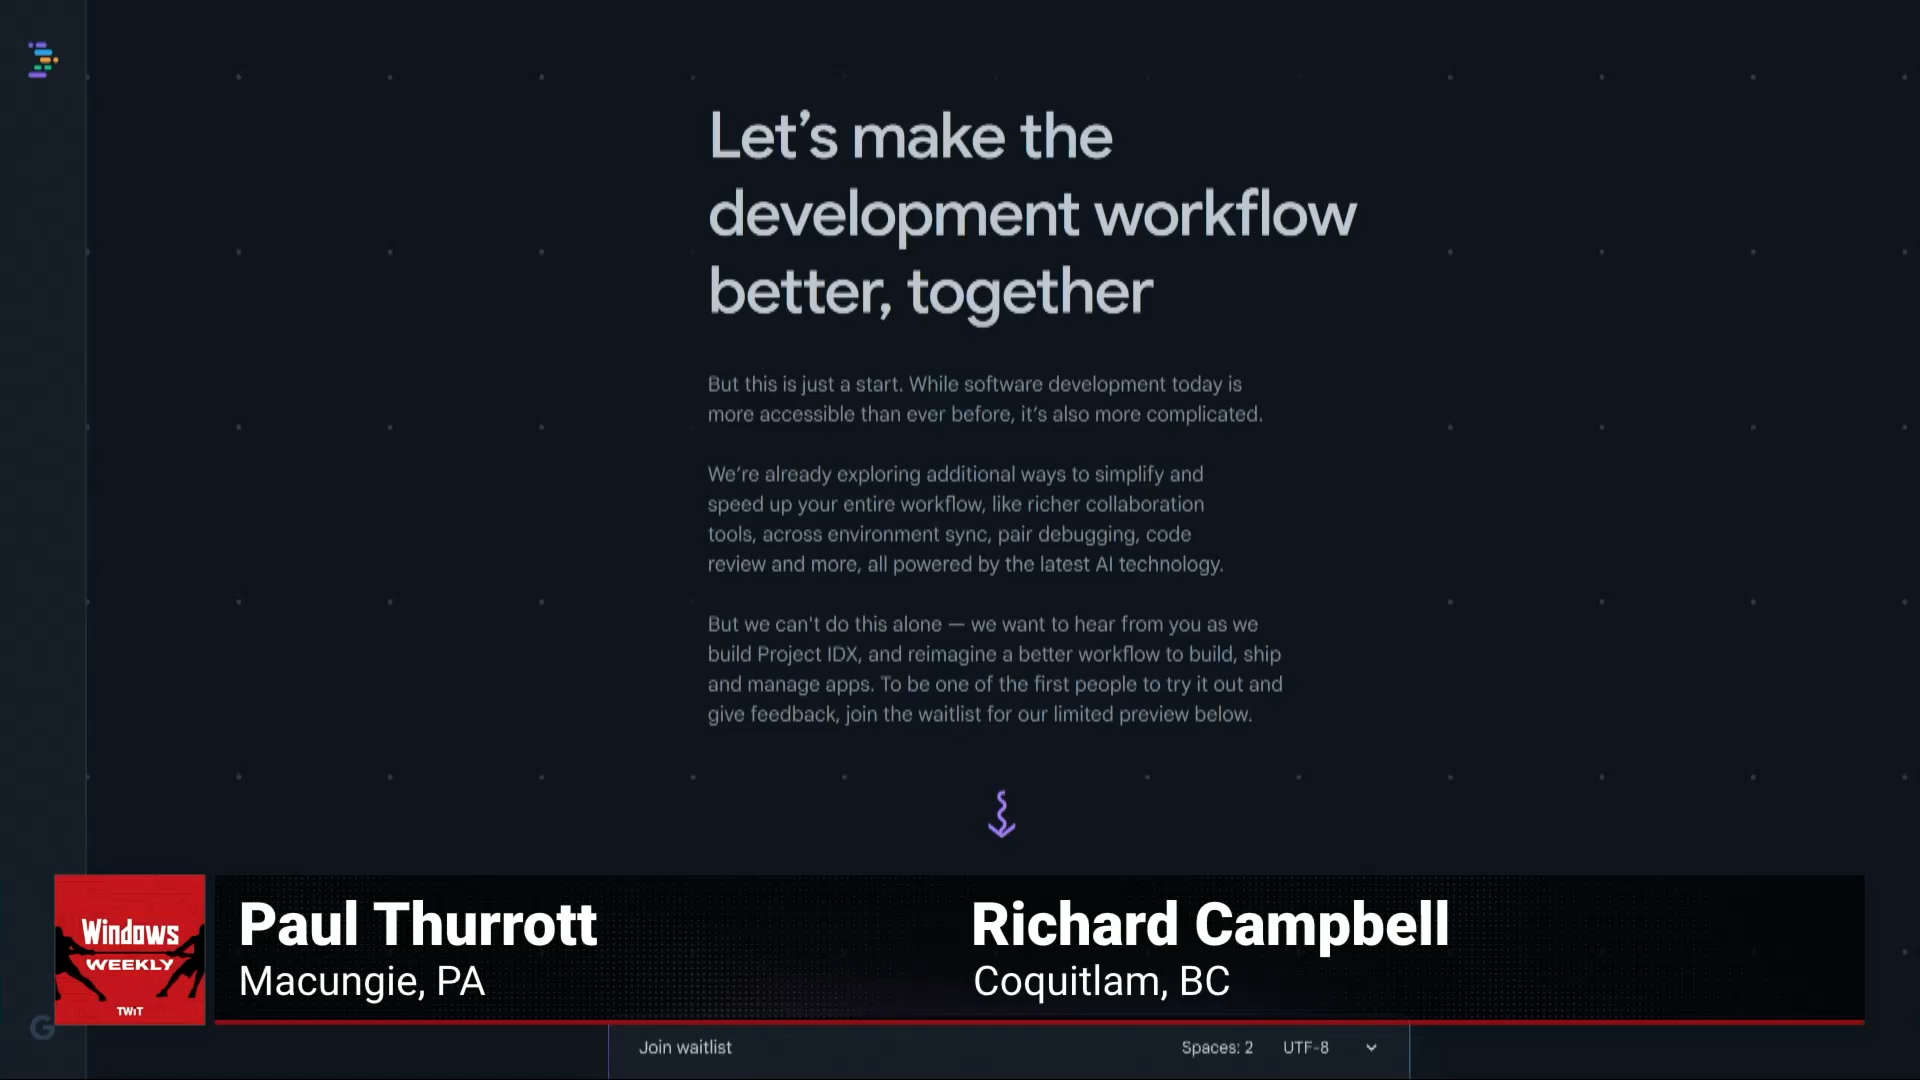 Let’s make the
development workflow
better, together
But this is just a start. While software development today is
more accessible than ever before, it’s also more complicated.
We’re already exploring additional ways to simplify and
speed up your entire workflow, like richer collaboration
tools, across environment sync, pair debugging, code
review and more, all powered by the latest AI technology.
But we can't do this alone — we want to hear from you as we
build Project IDX, and reimagine a better workflow to build, ship
and manage apps. To be one of the first people to try it out and
give feedback, join the waitlist for our limited preview below.
Windows
WEEKLY
TWiT
Paul Thurrott
Macungie, PA
Richard Campbell
Coquitlam, BC
G
Join waitlist
Spaces: 2
UTF-8